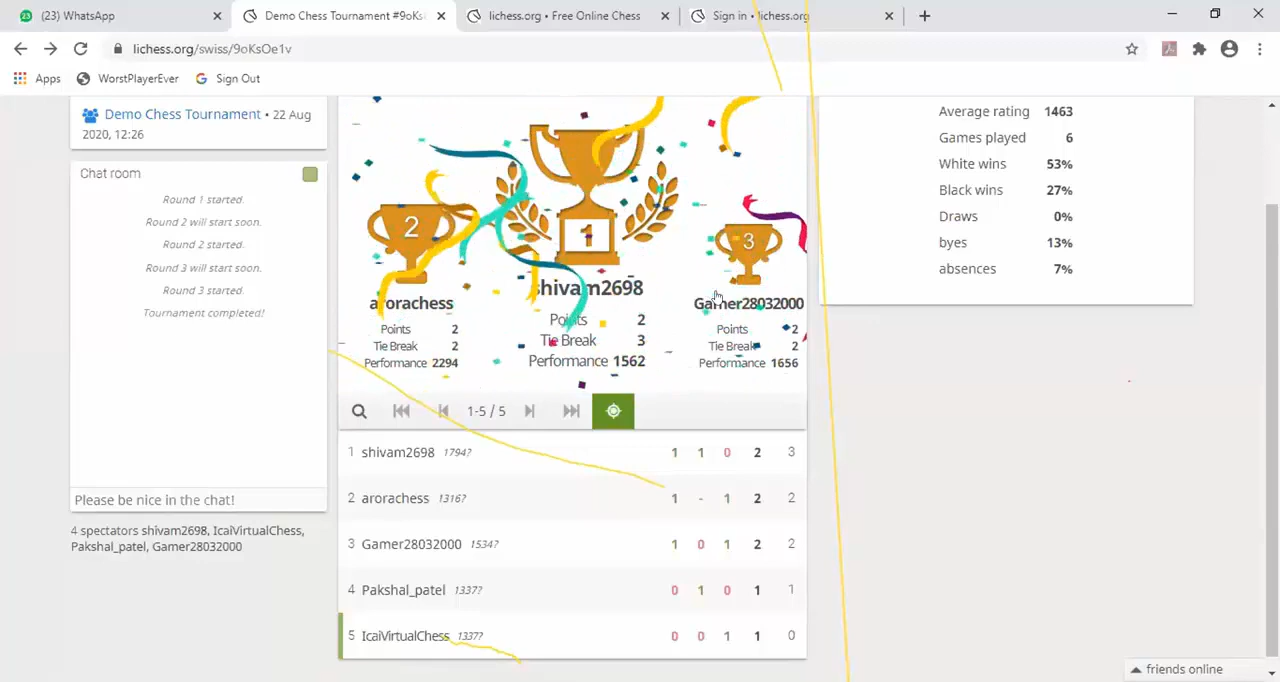 (23) WhatsApp
Demo Chess Tournament #9oKs
lichess.org • Free Online Chess
Sign in • lichess.org
lichess.org/swiss/9oKsOe1v
Apps WorstPlayerEver Sign Out
Demo Chess Tournament • 22 Aug
2020, 12:26
Chat room
Round 1 started.
Round 2 will start soon.
Round 2 started.
Round 3 will start soon.
Round 3 started.
Tournament completed!
Please be nice in the chat!
4 spectators shivam2698, IcaiVirtualChess,
Pakshal_patel, Gamer28032000
2
arorachess
Points 2
Tie Break 2
Performance 2294
1
shivam2698
Points 2
Tie Break 3
Performance 1562
3
Gamer28032000
Points 2
Tie Break 2
Performance 1656
1-5 / 5
1 shivam2698 1794? 1 1 0 2 3
2 arorachess 1316? 1 - 1 2 2
3 Gamer28032000 1534? 1 0 1 2 2
4 Pakshal_patel 1337? 0 1 0 1 1
5 IcaiVirtualChess 1337? 0 0 1 1 0
Average rating 1463
Games played 6
White wins 53%
Black wins 27%
Draws 0%
byes 13%
absences 7%
friends online